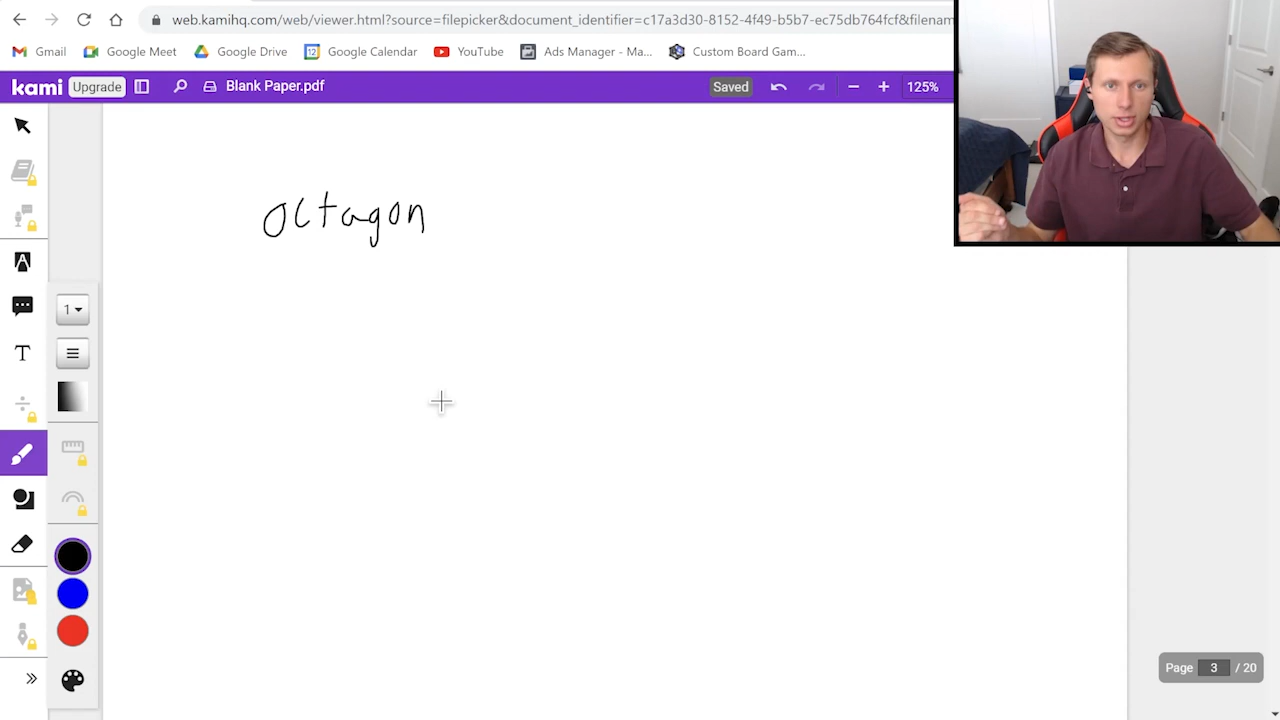 web.kamihq.com/web/viewer.html?source=filepicker&document_identifier=c17a3d30-8152-4f49-b5b7-ec75db764fcf&filenam
Gmail Google Meet Google Drive 12 Google Calendar YouTube Ads Manager - Ma... Custom Board Gam...
kami Upgrade Blank Paper.pdf Saved 125%
octagon
1
T
Page 3 / 20